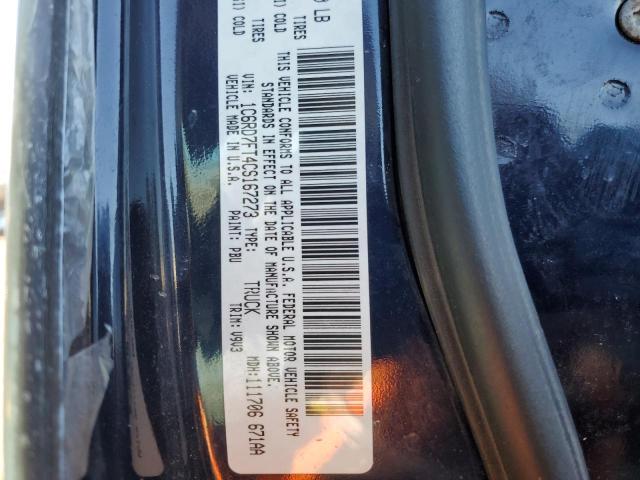 0 LB
TIRES TIRES
I) COLD I) COLD
THIS VEHICLE CONFORMS TO ALL APPLICABLE U.S.A. FEDERAL MOTOR VEHICLE SAFETY
STANDARDS IN EFFECT ON THE DATE OF MANUFACTURE SHOWN ABOVE.
VIN: 1C6RD7FT4CS167273 TYPE: TRUCK MDH:111706 671AA
VEHICLE MADE IN U.S.A. PAINT: PBU TRIM: V9V3